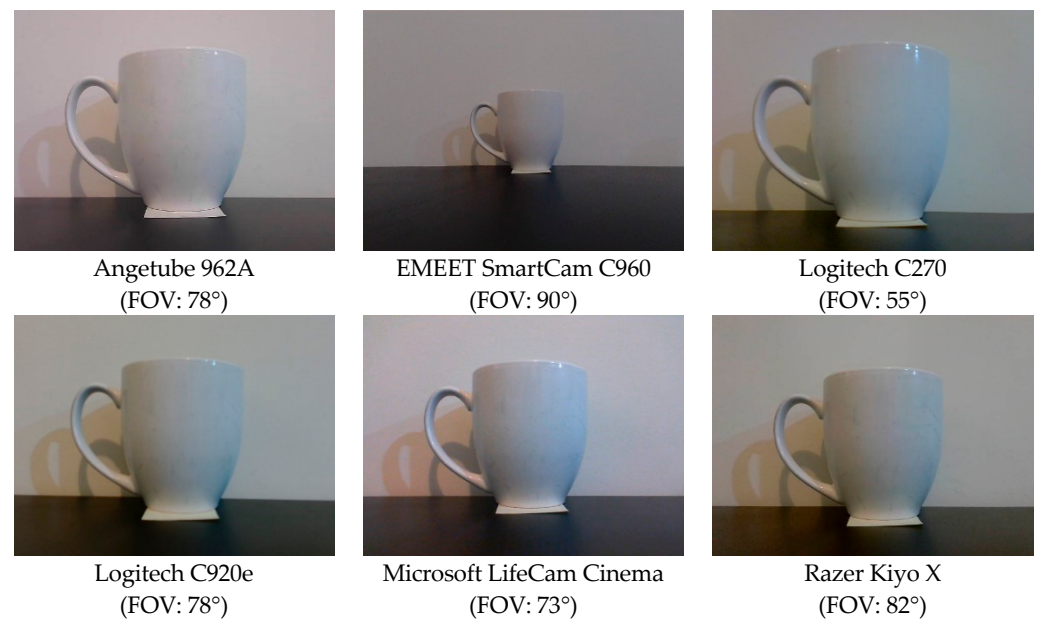 Angetube 962A
(FOV: 78°)
EMEET SmartCam C960
(FOV: 90°)
Logitech C270
(FOV: 55°)
Logitech C920e
(FOV: 78°)
Microsoft LifeCam Cinema
(FOV: 73°)
Razer Kiyo X
(FOV: 82°)